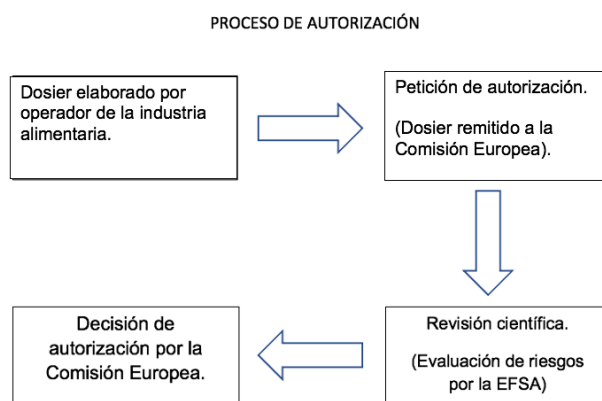 PROCESO DE AUTORIZACIÓN
Dosier elaborado por
operador de la industria
alimentaria.
Petición de autorización.
(Dosier remitido a la
Comisión Europea).
Revisión científica.
(Evaluación de riesgos
por la EFSA)
Decisión de
autorización por la
Comisión Europea.